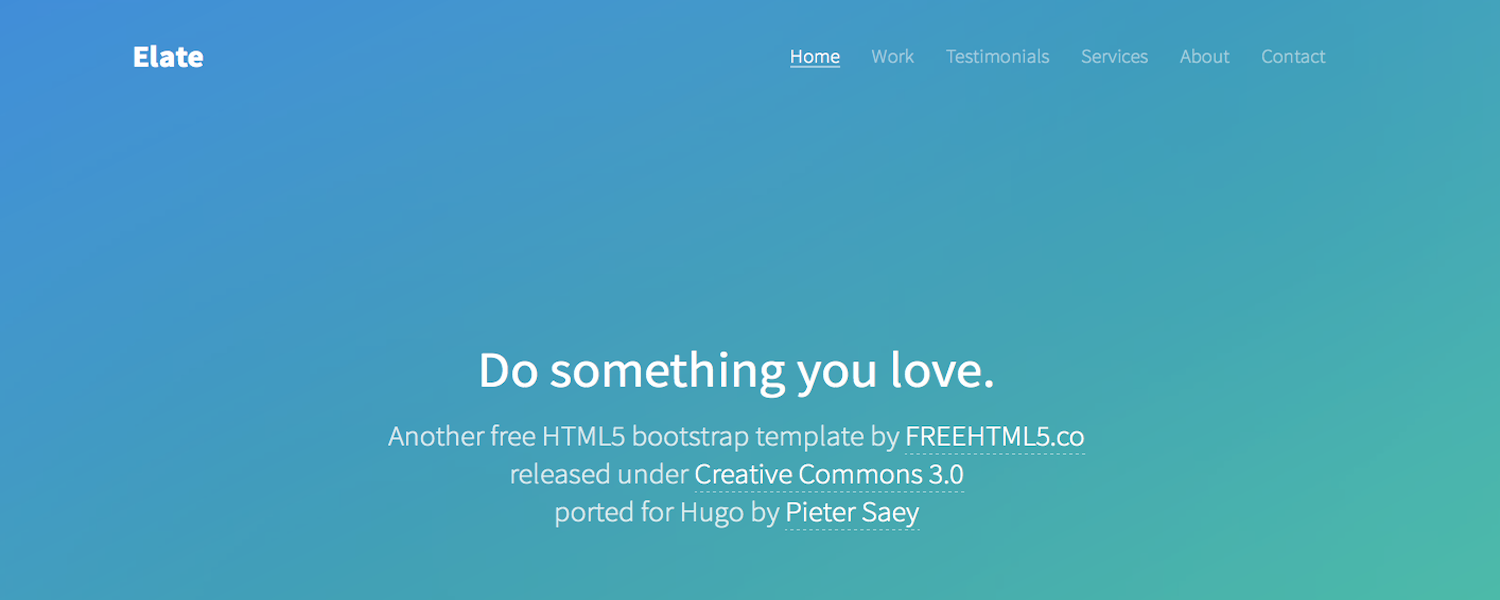 Elate
Home Work Testimonials Services About Contact
Do something you love.
Another free HTML5 bootstrap template by FREEHTML5.co
released under Creative Commons 3.0
ported for Hugo by Pieter Saey